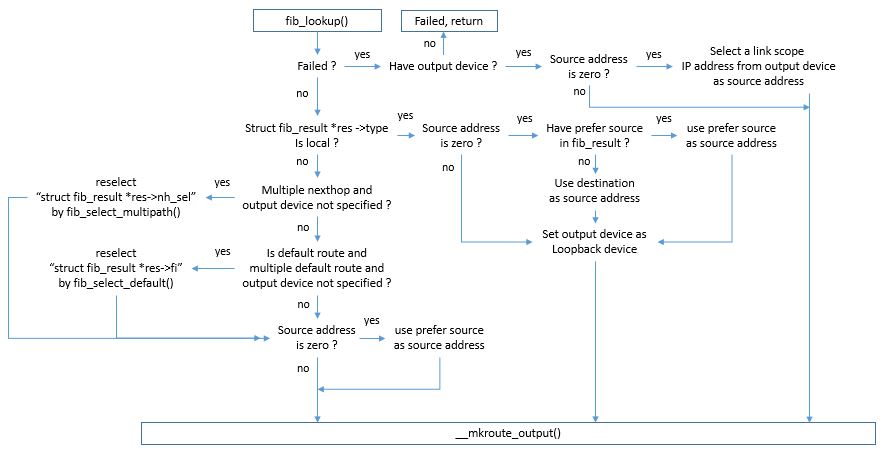 fib_lookup()
Failed, return
no
Failed ?
yes
Have output device ?
yes
Source address
is zero ?
yes
Select a link scope
IP address from output device
as source address
no
no
Struct fib_result *res ->type
Is local ?
yes
Source address
is zero ?
yes
Have prefer source
in fib_result ?
yes
use prefer source
as source address
no
no
no
reselect
“struct fib_result *res->nh_sel”
by fib_select_multipath()
yes
Multiple nexthop and
output device not specified ?
Use destination
as source address
no
Set output device as
Loopback device
reselect
“struct fib_result *res->fi”
by fib_select_default()
yes
Is default route and
multiple default route and
output device not specified ?
no
Source address
is zero ?
yes
use prefer source
as source address
no
__mkroute_output()